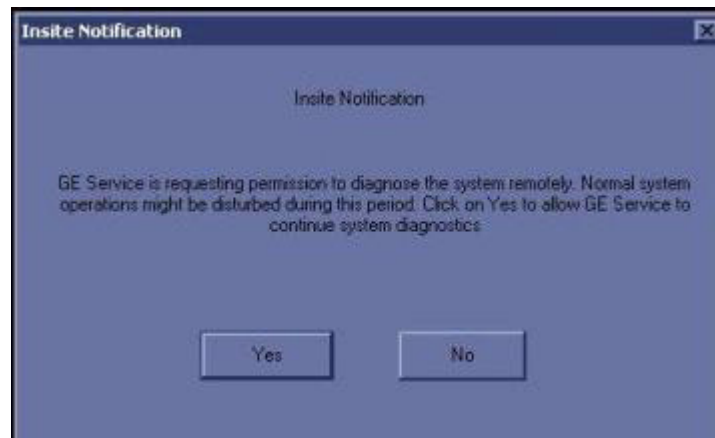 Insite Notification
Insite Notification
GE Service is requesting permission to diagnose the system remotely. Normal system
operations might be disturbed during this period. Click on Yes to allow GE Service to
continue system diagnostics
Yes
No